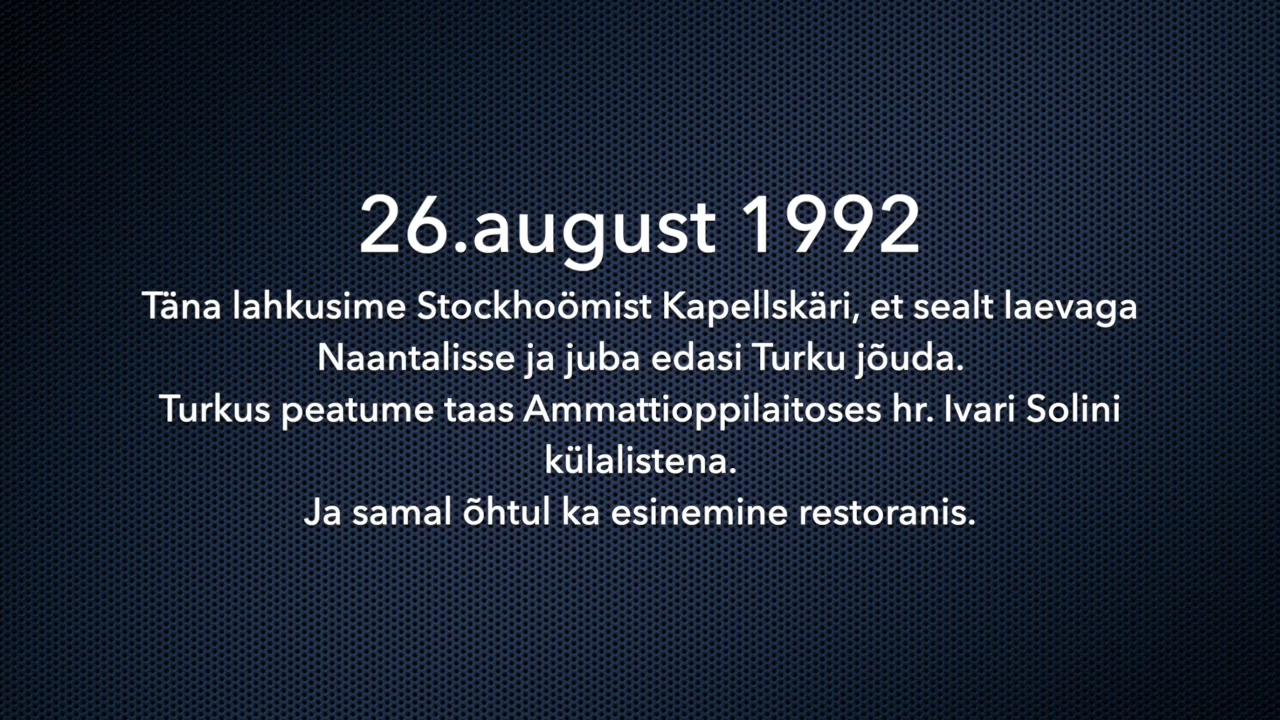 26.august 1992
Täna lahkusime Stockhoömist Kapellskäri, et sealt laevaga
Naantalisse ja juba edasi Turku jõuda.
Turkus peatume taas Ammattioppilaitoses hr. Ivari Solini
külalistena.
Ja samal õhtul ka esinemine restoranis.